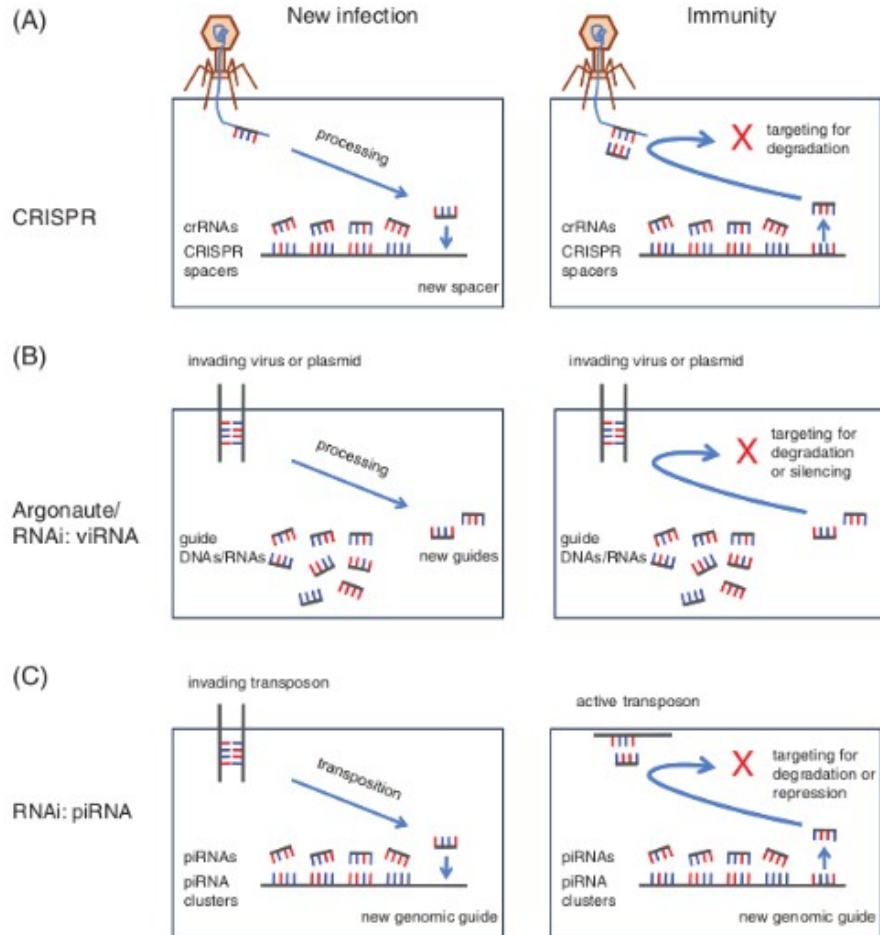 (A)
New infection
Immunity
CRISPR
processing
crRNAs
CRISPR
spacers
new spacer
targeting for
degradation
crRNAs
CRISPR
spacers
(B)
Argonaute/
RNAi: viRNA
invading virus or plasmid
processing
guide
DNAs/RNAs
new guides
invading virus or plasmid
targeting for
degradation
or silencing
guide
DNAs/RNAs
(C)
RNAi: piRNA
invading transposon
transposition
piRNAs
piRNA
clusters
new genomic guide
active transposon
targeting for
degradation or
repression
piRNAs
piRNA
clusters
new genomic guide